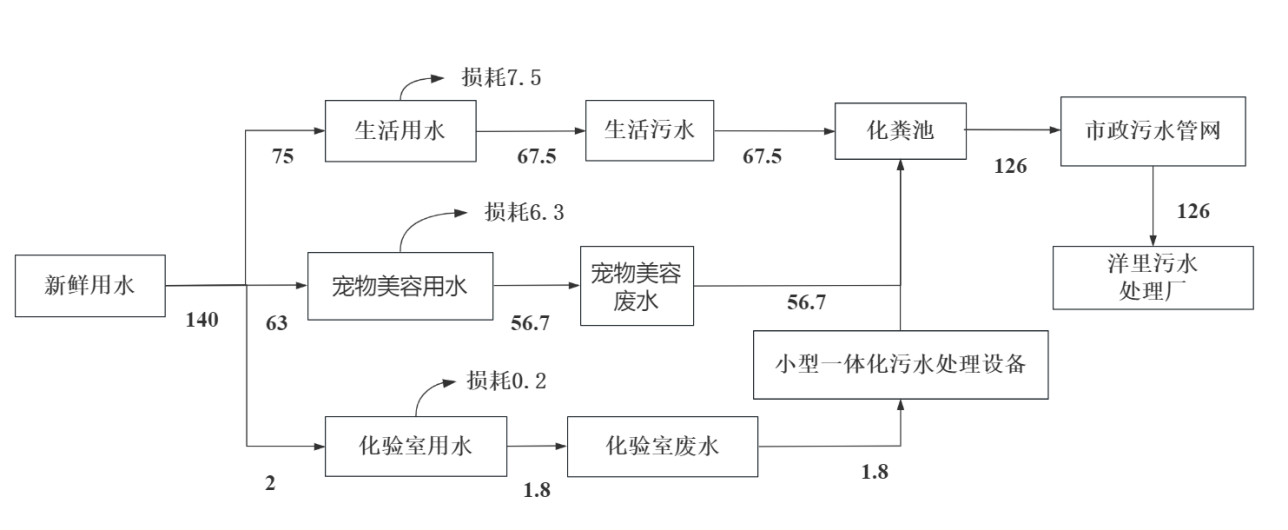 损耗7.5
生活用水
生活污水
化粪池
市政污水管网
75
67.5
67.5
126
损耗6.3
126
新鲜用水
宠物美容用水
宠物美容
废水
洋里污水
处理厂
140
63
56.7
56.7
小型一体化污水处理设备
损耗0.2
化验室用水
化验室废水
2
1.8
1.8